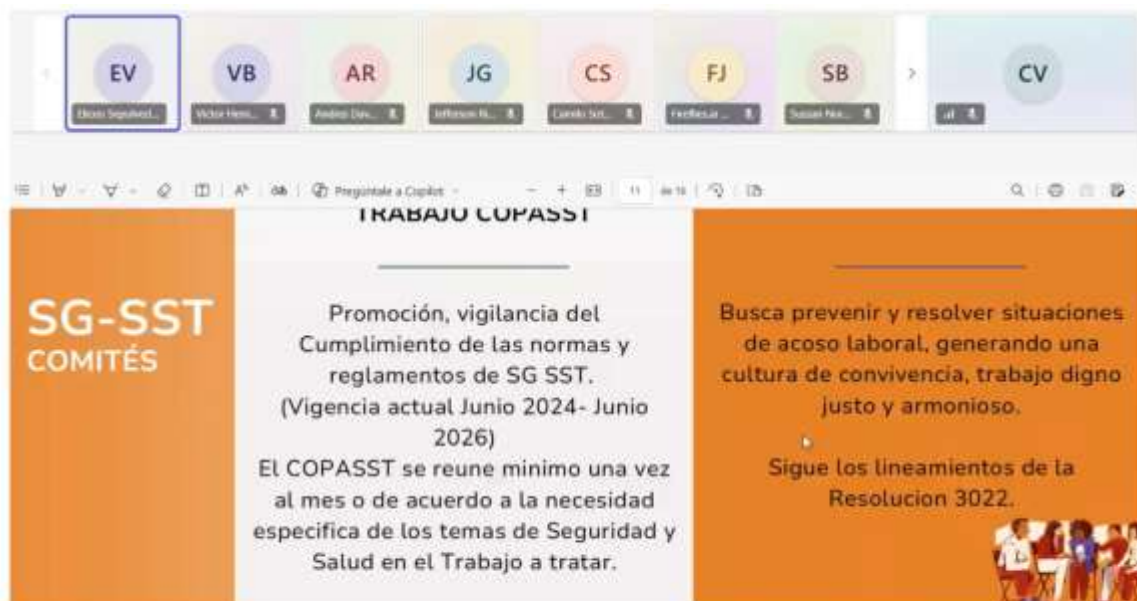 EV
VB
AR
JG
CS
FJ
SB
CV
Pregúntale a Copilot
11
de 16
TRABAJO COPASST
SG-SST
COMITÉS
Promoción, vigilancia del
Cumplimiento de las normas y
reglamentos de SG SST.
(Vigencia actual Junio 2024- Junio
2026)
El COPASST se reune minimo una vez
al mes o de acuerdo a la necesidad
especifica de los temas de Seguridad y
Salud en el Trabajo a tratar.
Busca prevenir y resolver situaciones
de acoso laboral, generando una
cultura de convivencia, trabajo digno
justo y armonioso.
Sigue los lineamientos de la
Resolucion 3022.